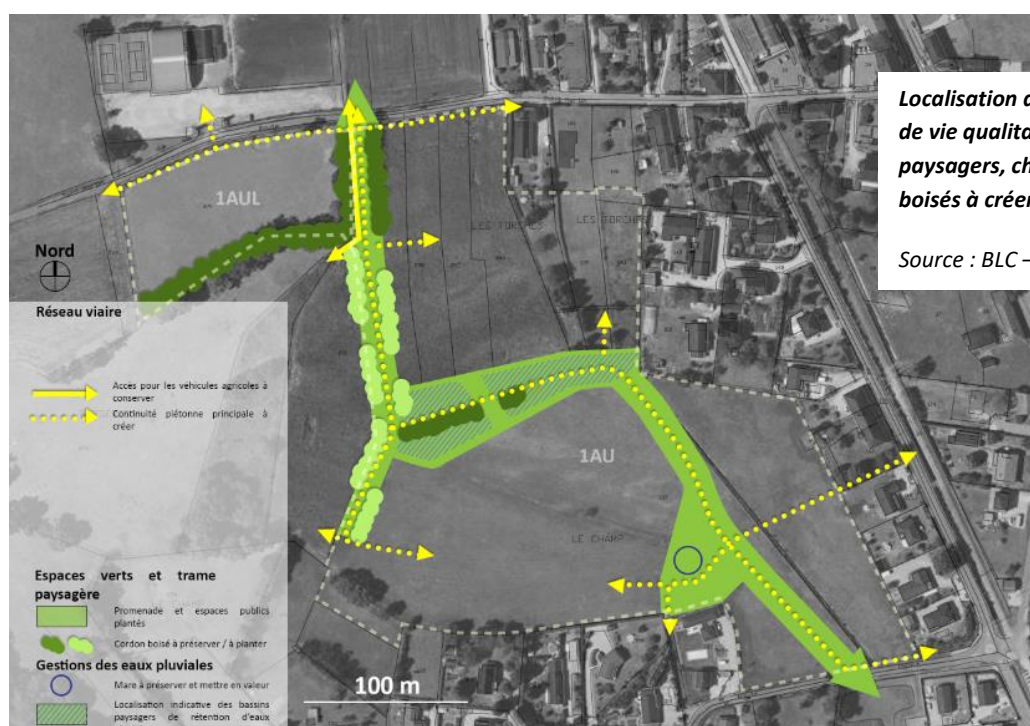 Localisation d
de vie qualita
paysagers, ch
boisés à créer
Source : BLC –
1AUL
LES TORCHES
LES TORCHES
Nord
Réseau viaire
Accès pour les véhicules agricoles à
conserver
Continuité piétonne principale à
créer
1AU
LE CHAMP
Espaces verts et trame
paysagère
Promenade et espaces publics
plantés
Cordon boisé à préserver / à planter
Gestions des eaux pluviales
Mare à préserver et mettre en valeur
Localisation indicative des bassins
paysagers de rétention d'eaux
100 m